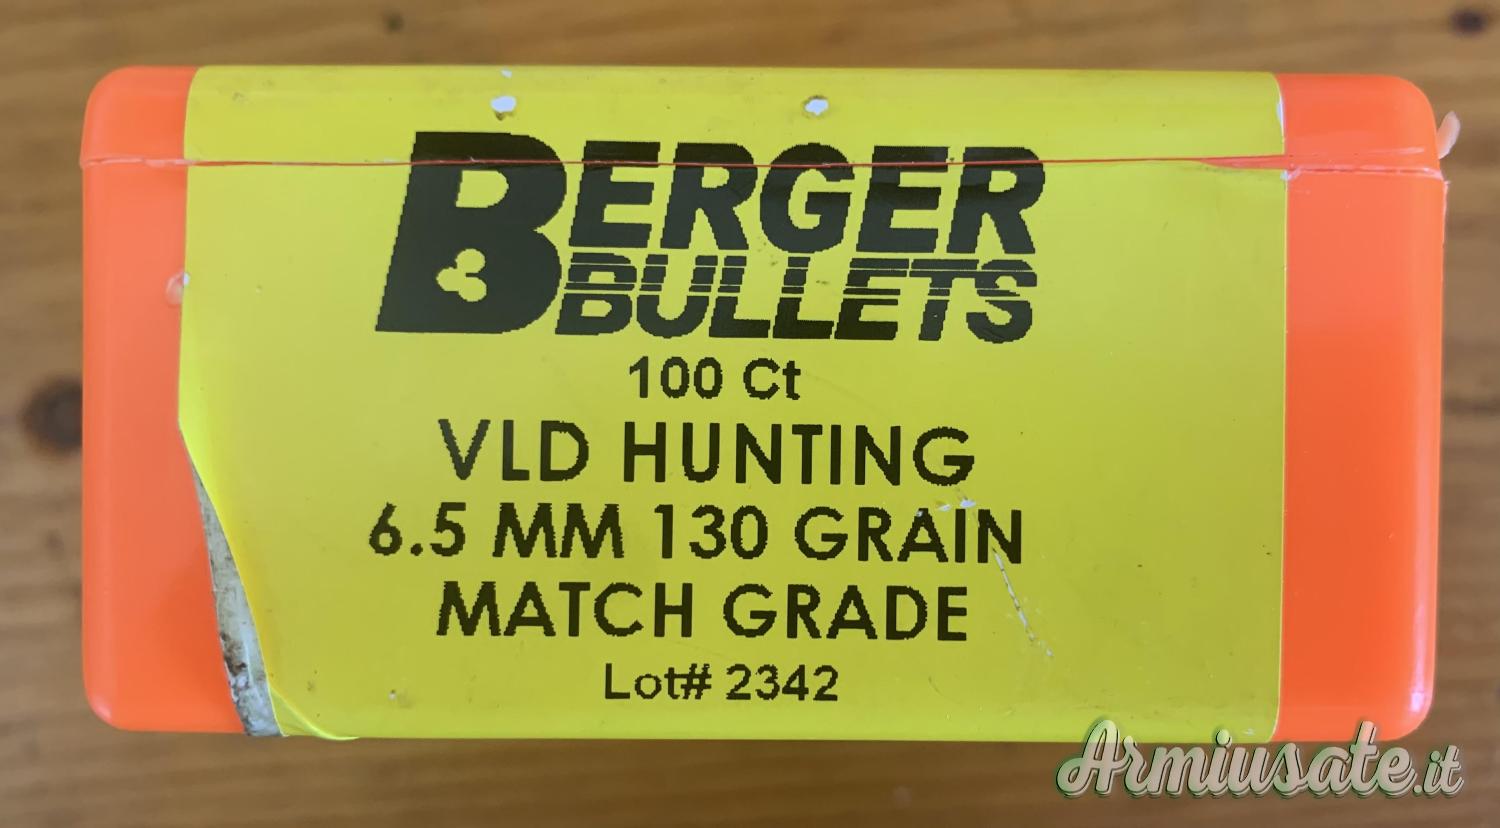 BERGER
BULLETS
100 Ct
VLD HUNTING
6.5 MM 130 GRAIN
MATCH GRADE
Lot# 2342
Armiusate.it